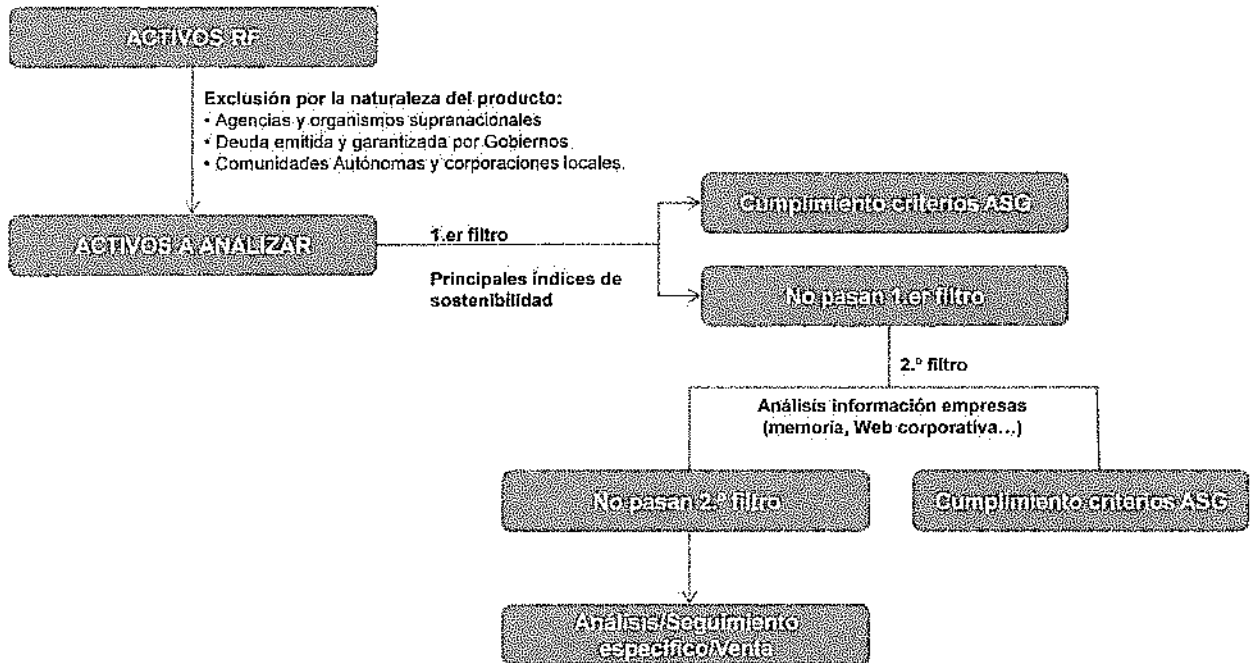 ACTIVOS RF
Exclusión por la naturaleza del producto:
• Agencias y organismos supranacionales
• Deuda emitida y garantizada por Gobiernos
• Comunidades Autónomas y corporaciones locales.
ACTIVOS A ANALIZAR
1.er filtro
Principales índices de
sostenibilidad
Cumplimiento criterios ASG
No pasan 1.er filtro
2.º filtro
Análisis información empresas
(memoria, Web corporativa…)
No pasan 2.º filtro
Cumplimiento criterios ASG
Análisis/Seguimiento
específico/Venta